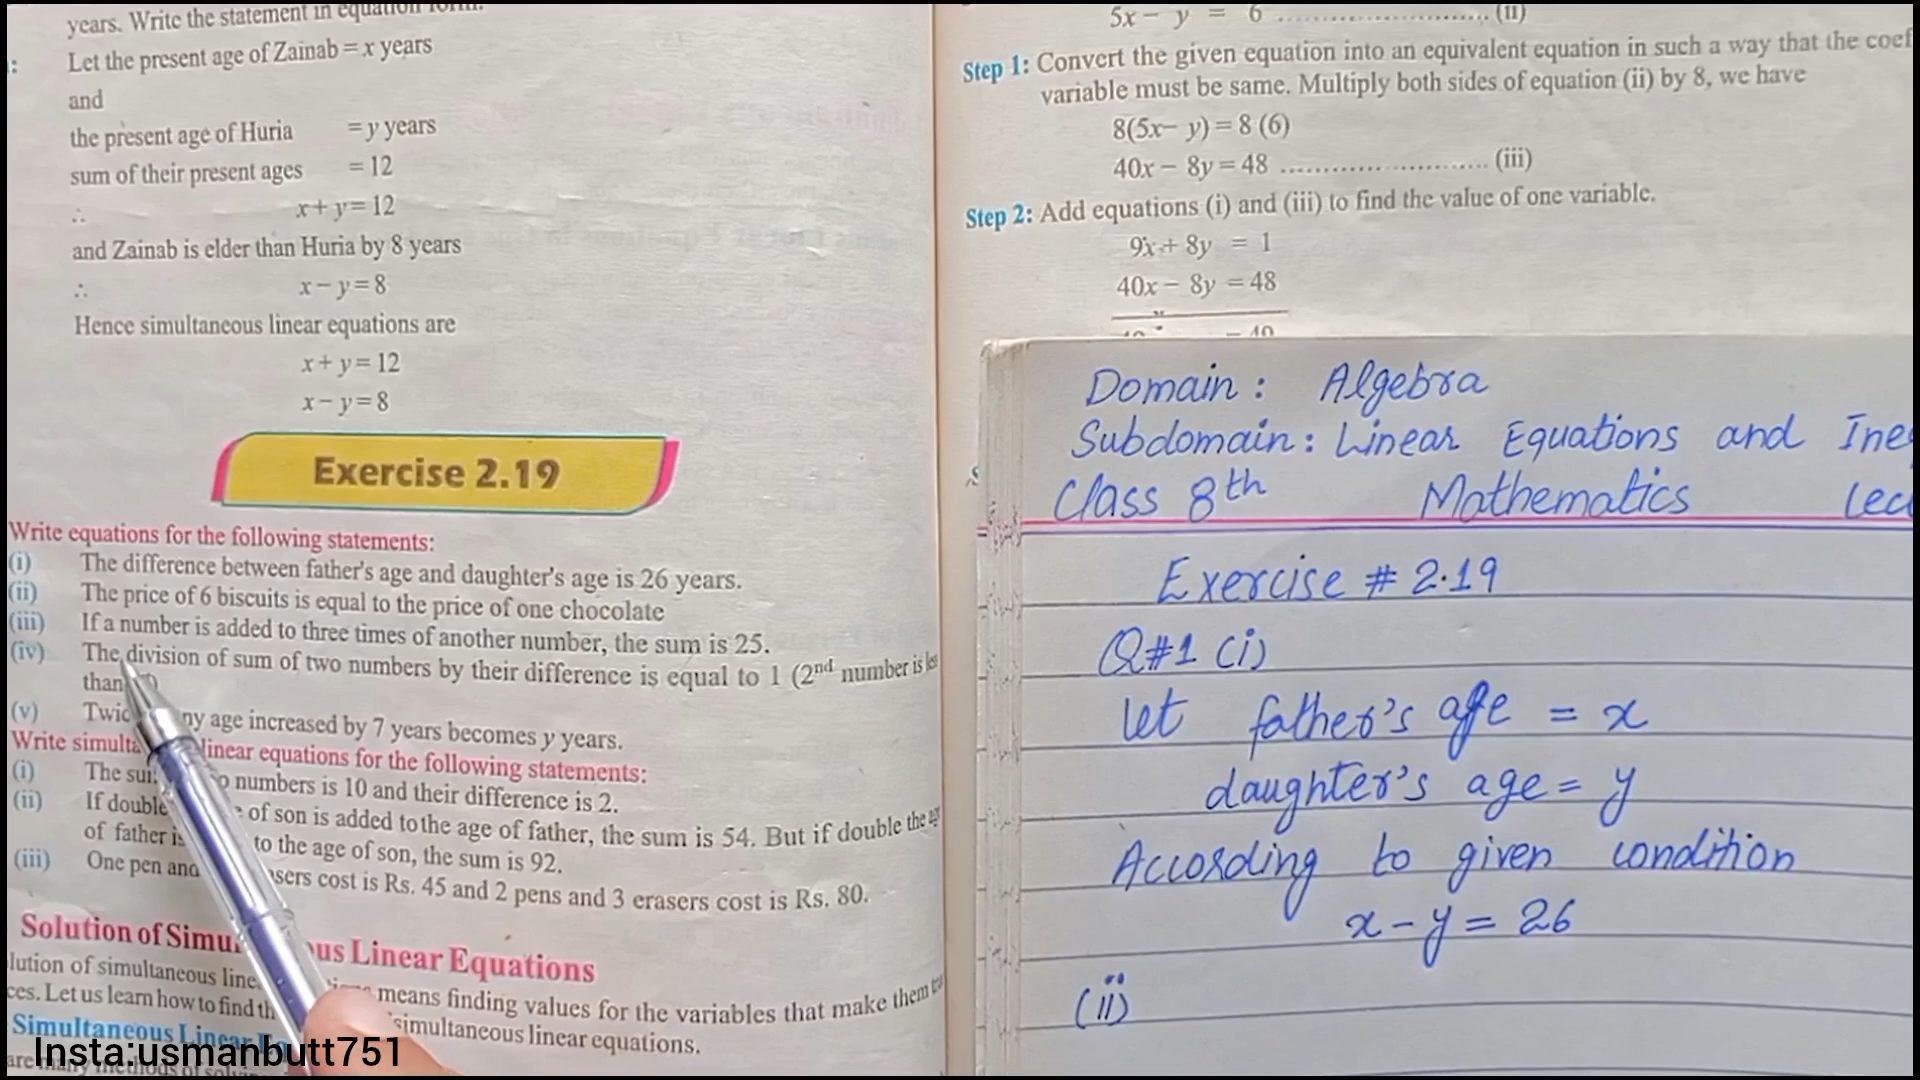 years. Write the statement in equation form.
: Let the present age of Zainab = x years
and
the present age of Huria = y years
sum of their present ages = 12
∴ x + y = 12
and Zainab is elder than Huria by 8 years
∴ x − y = 8
Hence simultaneous linear equations are
x + y = 12
x − y = 8
Exercise 2.19
Write equations for the following statements:
(i) The difference between father's age and daughter's age is 26 years.
(ii) The price of 6 biscuits is equal to the price of one chocolate
(iii) If a number is added to three times of another number, the sum is 25.
(iv) The division of sum of two numbers by their difference is equal to 1 (2nd number is less
than
(v) my age increased by 7 years becomes y years.
Write linear equations for the following statements:
(i) The numbers is 10 and their difference is 2.
(ii) If double of son is added to the age of father, the sum is 54. But if double the age
of father is to the age of son, the sum is 92.
(iii) One pen and erasers cost is Rs. 45 and 2 pens and 3 erasers cost is Rs. 80.
Solution of Simultaneous Linear Equations
lution of simultaneous means finding values for the variables that make them
ces. Let us learn how to find simultaneous linear equations.
Simultaneous Linear
Insta:usmanbutt751
5x − y = 6 (ii)
Step 1: Convert the given equation into an equivalent equation in such a way that the coef
variable must be same. Multiply both sides of equation (ii) by 8, we have
8(5x− y) = 8 (6)
40x − 8y = 48 (iii)
Step 2: Add equations (i) and (iii) to find the value of one variable.
9x + 8y = 1
40x − 8y = 48
Domain: Algebra
Subdomain: Linear Equations and Ine
Class 8th Mathematics Lec
Exercise # 2.19
Q#1 (i)
Let father's age = x
daughter's age = y
According to given condition
x − y = 26
(ii)